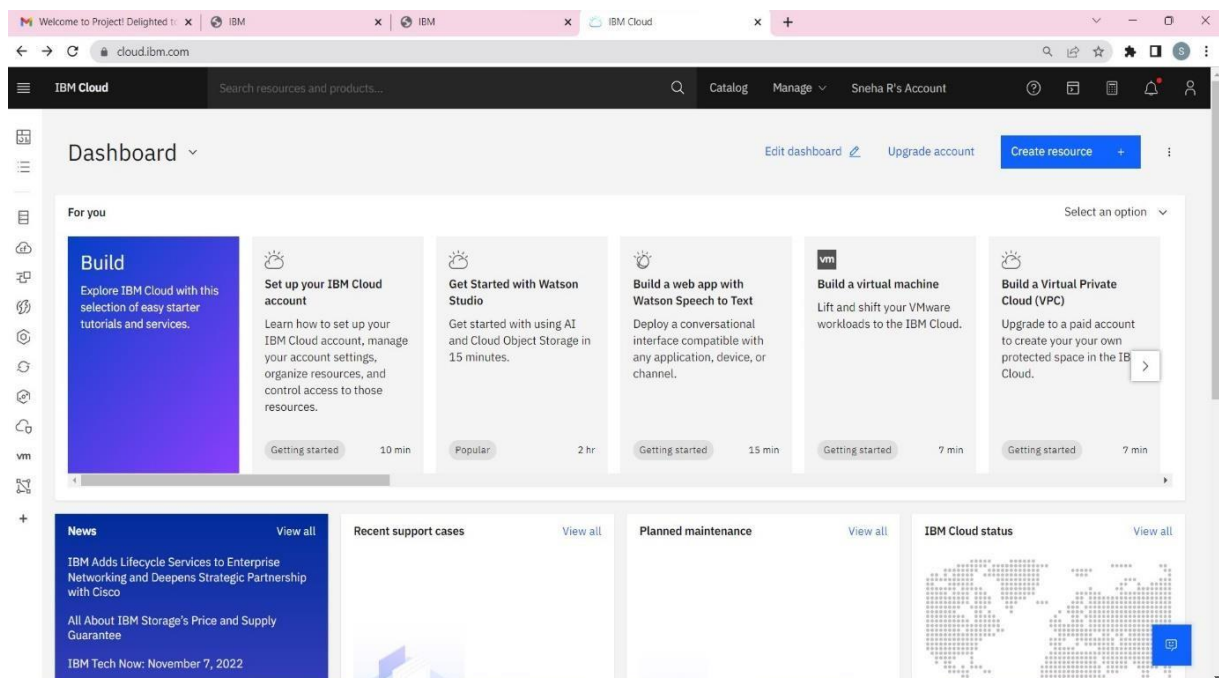 Welcome to Project! Delighted to
IBM
IBM
IBM Cloud
cloud.ibm.com
S
IBM Cloud
Search resources and products...
Catalog
Manage
Sneha R's Account
Dashboard
Edit dashboard
Upgrade account
Create resource +
For you
Select an option
Build
Explore IBM Cloud with this
selection of easy starter
tutorials and services.
Set up your IBM Cloud
account
Learn how to set up your
IBM Cloud account, manage
your account settings,
organize resources, and
control access to those
resources.
Getting started
10 min
Get Started with Watson
Studio
Get started with using AI
and Cloud Object Storage in
15 minutes.
Popular
2 hr
Build a web app with
Watson Speech to Text
Deploy a conversational
interface compatible with
any application, device, or
channel.
Getting started
15 min
vm
Build a virtual machine
Lift and shift your VMware
workloads to the IBM Cloud.
Getting started
7 min
Build a Virtual Private
Cloud (VPC)
Upgrade to a paid account
to create your your own
protected space in the IB
Cloud.
Getting started
7 min
vm
News
View all
IBM Adds Lifecycle Services to Enterprise
Networking and Deepens Strategic Partnership
with Cisco
All About IBM Storage's Price and Supply
Guarantee
IBM Tech Now: November 7, 2022
Recent support cases
View all
Planned maintenance
View all
IBM Cloud status
View all